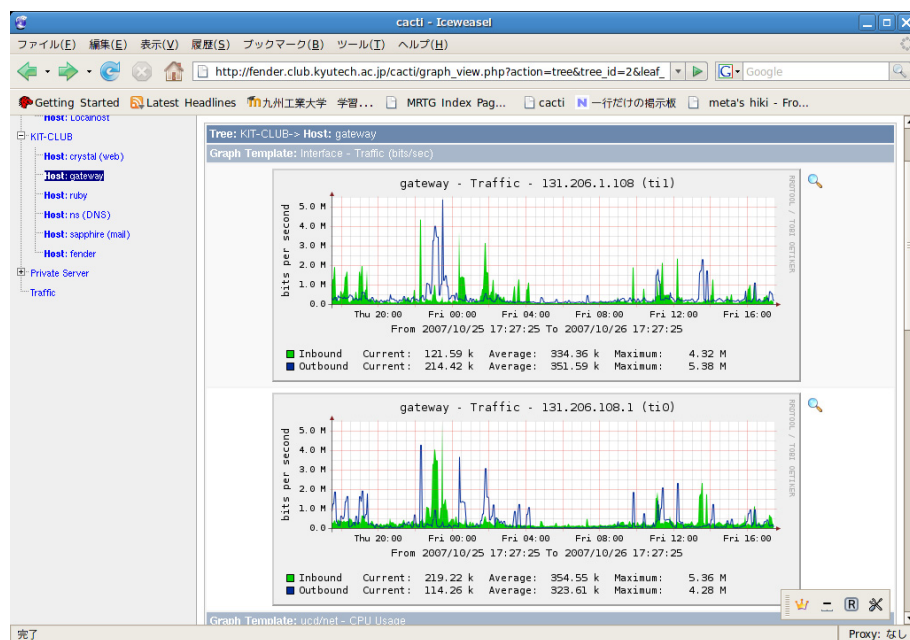 cacti - Iceweasel
ファイル(F) 編集(E) 表示(V) 履歴(S) ブックマーク(B) ツール(T) ヘルプ(H)
http://fender.club.kyutech.ac.jp/cacti/graph_view.php?action=tree&tree_id=2&leaf_
Google
Getting Started Latest Headlines 九州工業大学 学習... MRTG Index Pag... cacti 一行だけの掲示板 meta's hiki - Fro...
Host: Localhost
KIT-CLUB
Host: crystal (web)
Host: gateway
Host: ruby
Host: ns (DNS)
Host: sapphire (mail)
Host: fender
Private Server
Traffic
Tree: KIT-CLUB-> Host: gateway
Graph Template: Interface - Traffic (bits/sec)
gateway - Traffic - 131.206.1.108 (ti1)
RRDTOOL / TOBI OETIKER
bits per second
5.0 M
4.0 M
3.0 M
2.0 M
1.0 M
0.0
Thu 20:00 Fri 00:00 Fri 04:00 Fri 08:00 Fri 12:00 Fri 16:00
From 2007/10/25 17:27:25 To 2007/10/26 17:27:25
Inbound Current: 121.59 k Average: 334.36 k Maximum: 4.32 M
Outbound Current: 214.42 k Average: 351.59 k Maximum: 5.38 M
gateway - Traffic - 131.206.108.1 (ti0)
RRDTOOL / TOBI OETIKER
bits per second
5.0 M
4.0 M
3.0 M
2.0 M
1.0 M
0.0
Thu 20:00 Fri 00:00 Fri 04:00 Fri 08:00 Fri 12:00 Fri 16:00
From 2007/10/25 17:27:25 To 2007/10/26 17:27:25
Inbound Current: 219.22 k Average: 354.55 k Maximum: 5.36 M
Outbound Current: 114.26 k Average: 323.61 k Maximum: 4.28 M
Graph Template: ucd/net - CPU Usage
R
完了
Proxy: なし